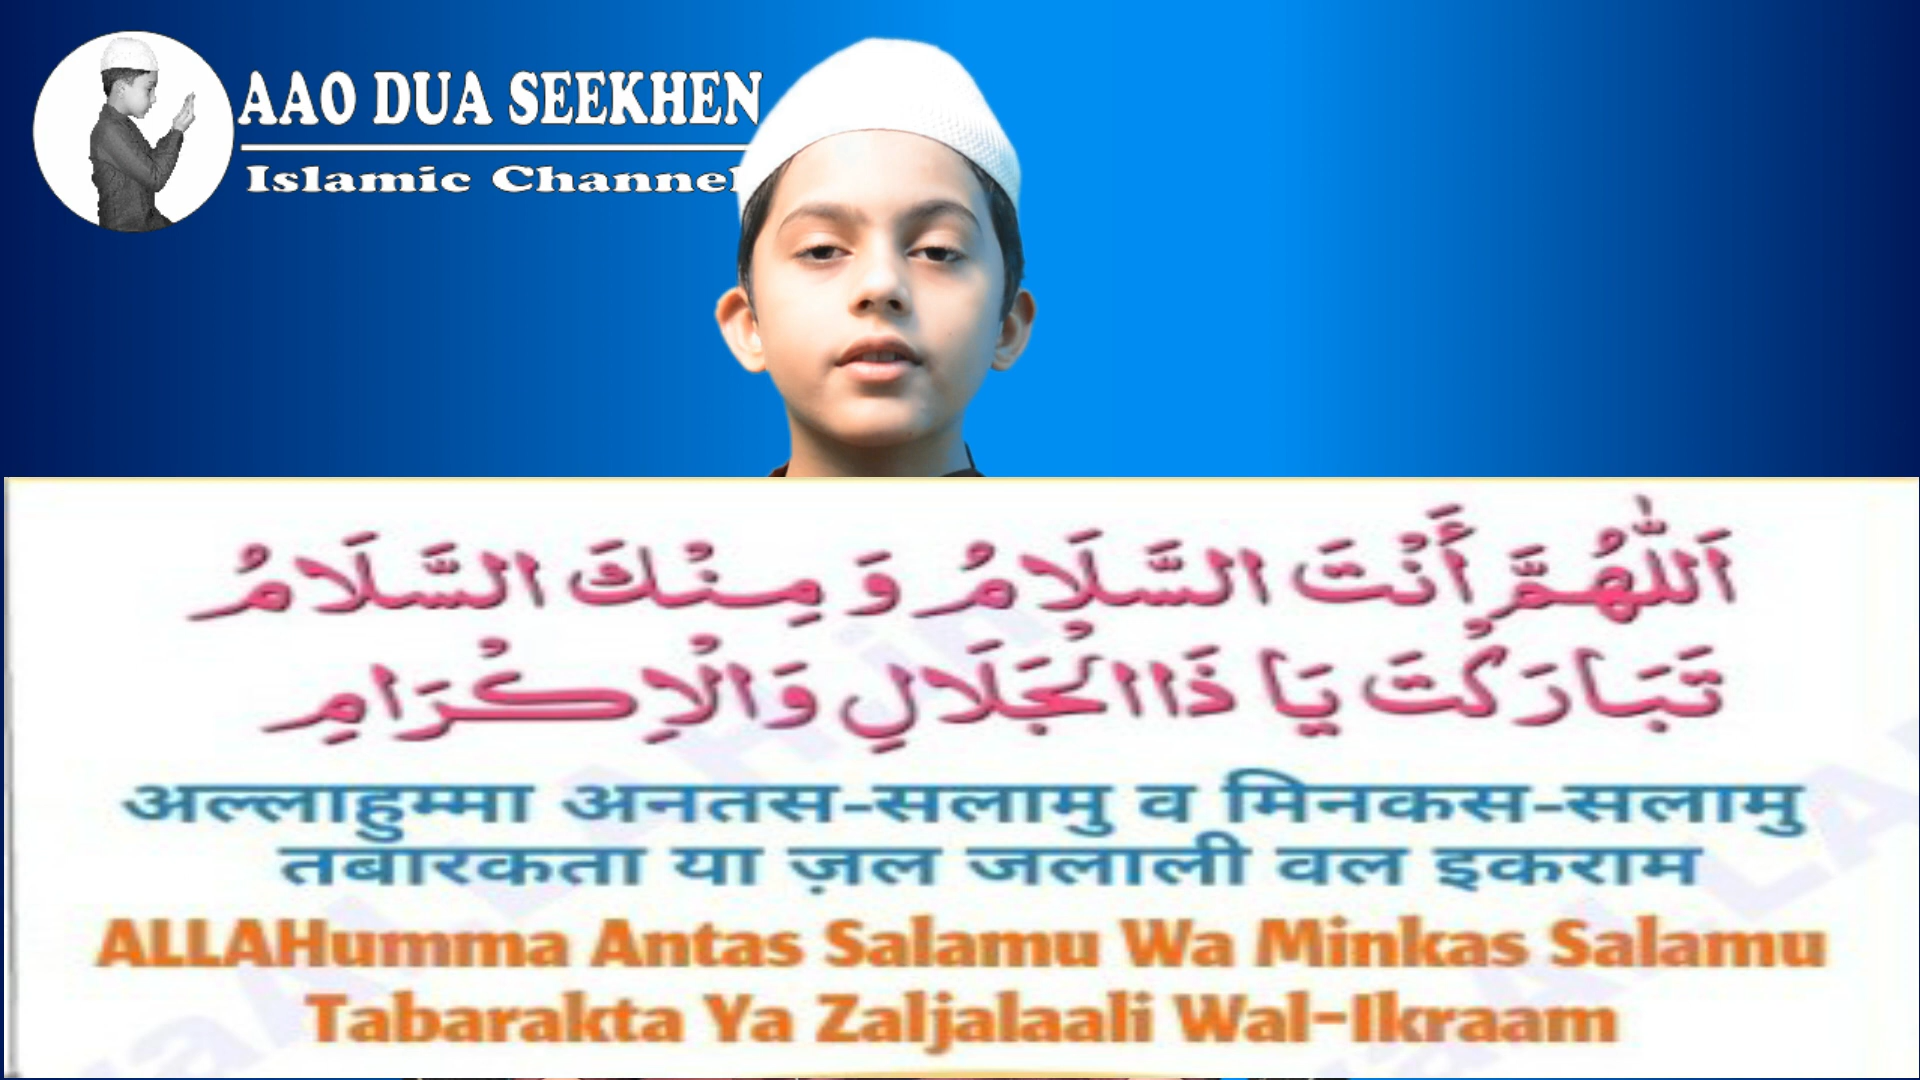 AAO DUA SEEKHEN
Islamic Channel
اَللّٰهُمَّ أَنْتَ السَّلَامُ وَ مِنْكَ السَّلَامُ
تَبَارَكْتَ يَا ذَاالْجَلَالِ وَالْاِكْرَامِ
अल्लाहुम्मा अनतस-सलामु व मिनकस-सलामु
तबारकता या ज़ल जलाली वल इकराम
ALLAHumma Antas Salamu Wa Minkas Salamu
Tabarakta Ya Zaljalaali Wal-Ikraam